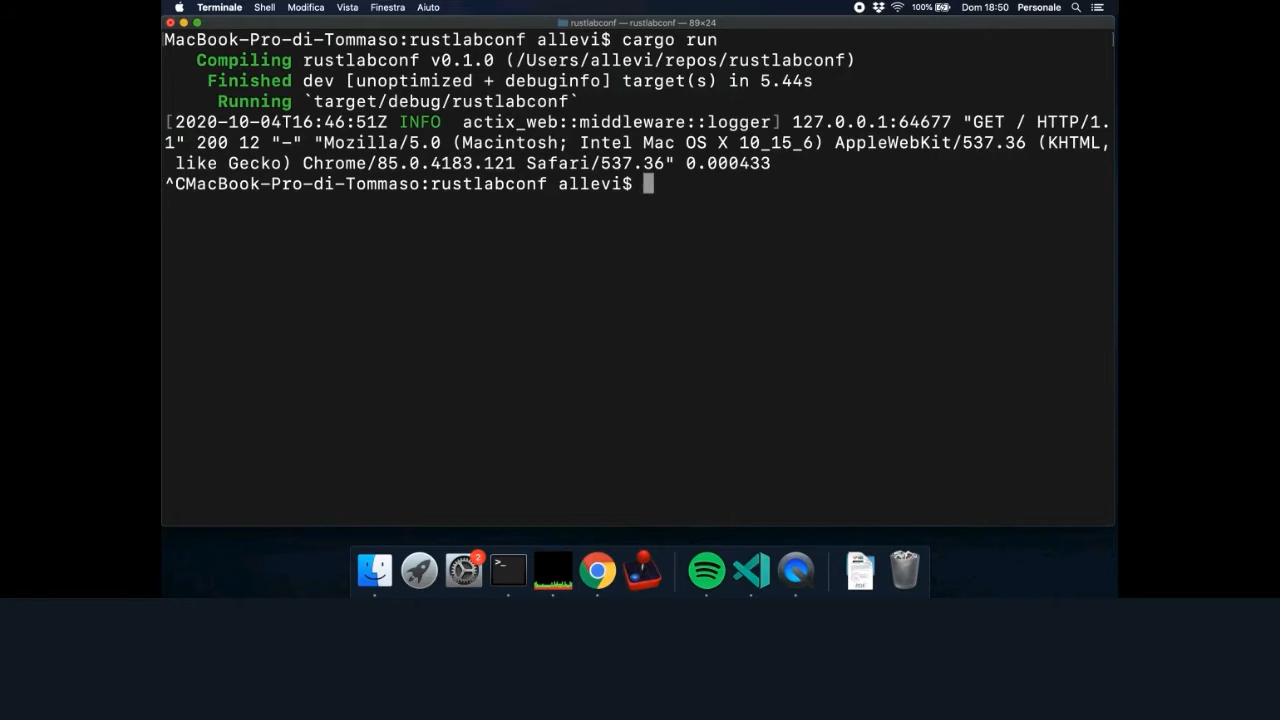 Terminale Shell Modifica Vista Finestra Aiuto 100% Dom 18:50 Personale
rustlabconf — rustlabconf — 89×24
MacBook-Pro-di-Tommaso:rustlabconf allevi$ cargo run
Compiling rustlabconf v0.1.0 (/Users/allevi/repos/rustlabconf)
Finished dev [unoptimized + debuginfo] target(s) in 5.44s
Running `target/debug/rustlabconf`
[2020-10-04T16:46:51Z INFO  actix_web::middleware::logger] 127.0.0.1:64677 "GET / HTTP/1.
1" 200 12 "-" "Mozilla/5.0 (Macintosh; Intel Mac OS X 10_15_6) AppleWebKit/537.36 (KHTML,
like Gecko) Chrome/85.0.4183.121 Safari/537.36" 0.000433
^CMacBook-Pro-di-Tommaso:rustlabconf allevi$
2
>_
PDF